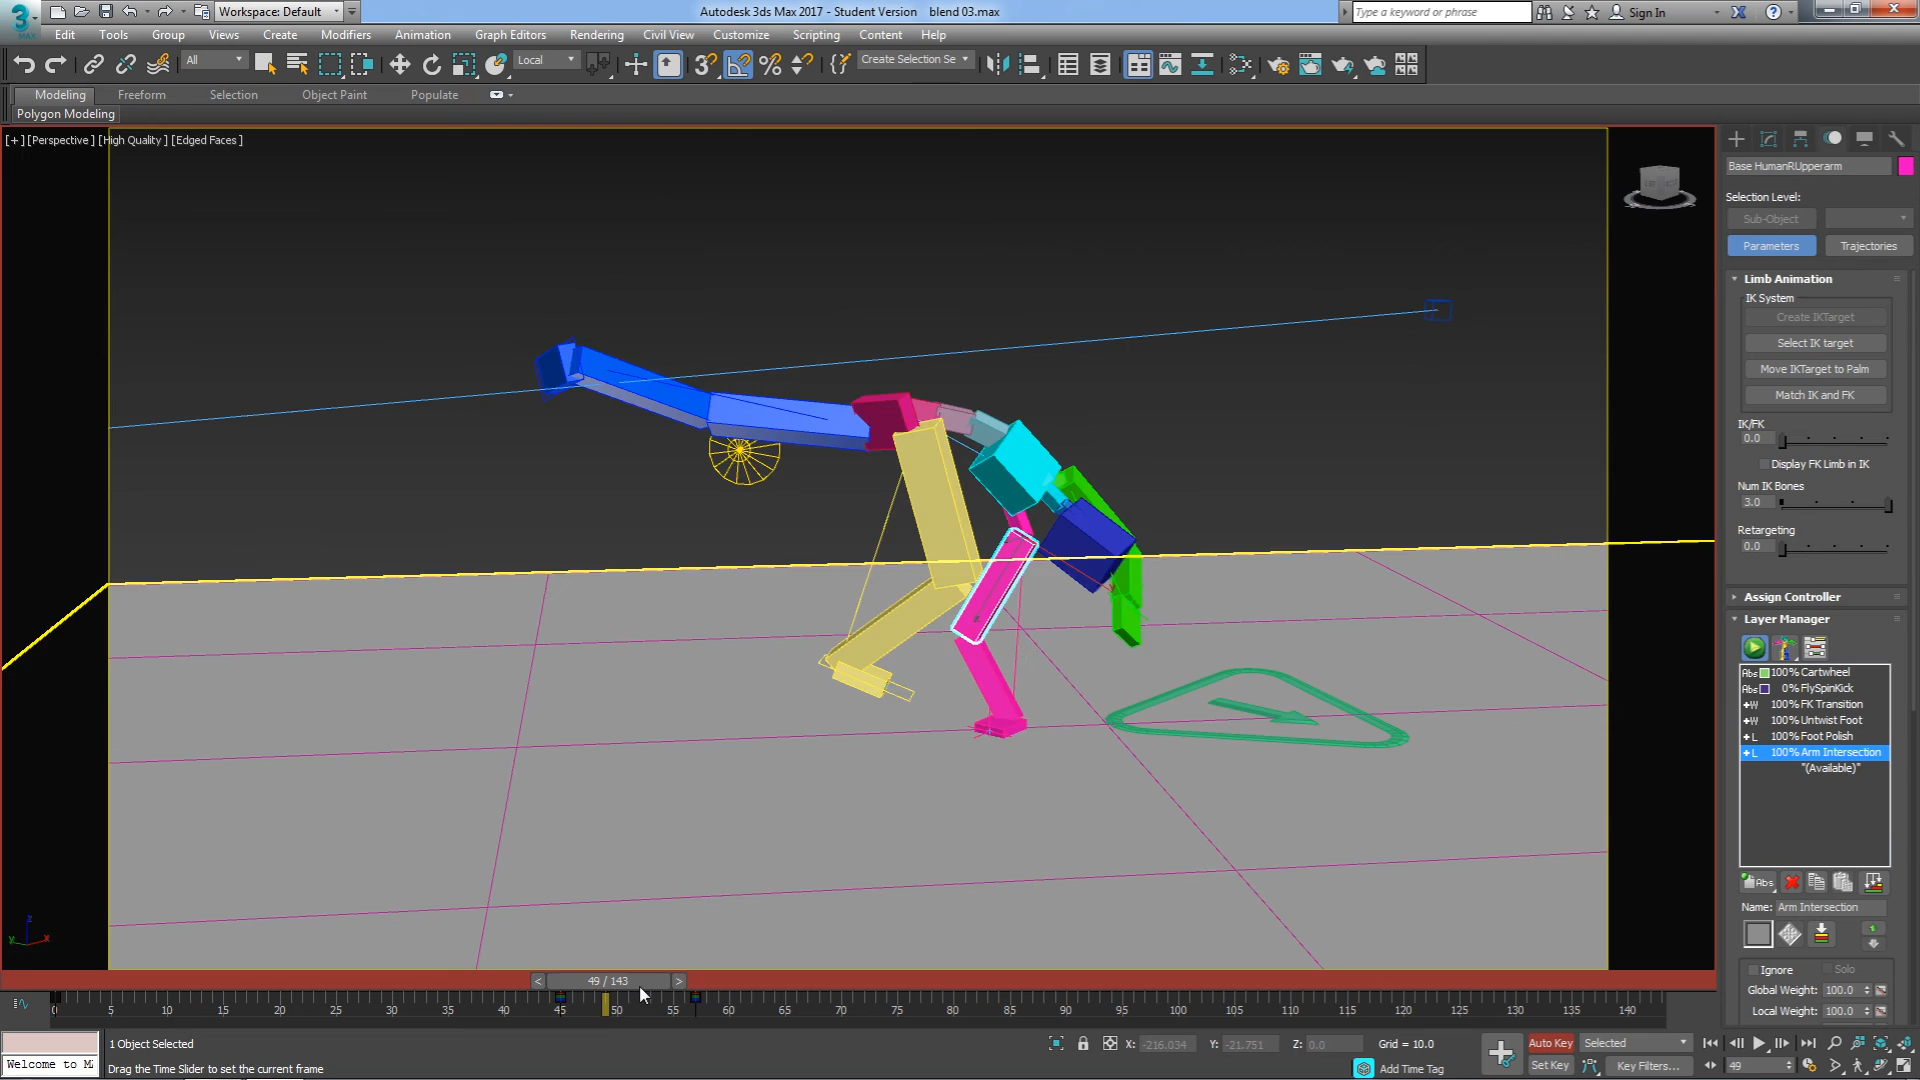 Workspace: Default
Autodesk 3ds Max 2017 - Student Version blend 03.max
Type a keyword or phrase
Sign In
MAX
Edit Tools Group Views Create Modifiers Animation Graph Editors Rendering Civil View Customize Scripting Content Help
All
Local
Create Selection Se
Modeling Freeform Selection Object Paint Populate
Polygon Modeling
[+] [Perspective ] [High Quality ] [Edged Faces ]
Base HumanRUpperarm
Selection Level:
Sub-Object
Parameters Trajectories
Limb Animation
IK System
Create IKTarget
Select IK target
Move IKTarget to Palm
Match IK and FK
IK/FK
0.0
Display FK Limb in IK
Num IK Bones
3.0
Retargeting
0.0
Assign Controller
Layer Manager
Abs 100% Cartwheel
Abs 0% FlySpinKick
+W 100% FK Transition
+W 100% Untwist Foot
+L 100% Foot Polish
+L 100% Arm Intersection
"(Available)"
Abs
Name: Arm Intersection
Ignore Solo
Global Weight: 100.0
Local Weight: 100.0
z
y x
< 49 / 143 >
0 5 10 15 20 25 30 35 40 45 50 55 60 65 70 75 80 85 90 95 100 105 110 115 120 125 130 135 140
1 Object Selected
X: -216.034 Y: -21.751 Z: 0.0 Grid = 10.0
Auto Key Selected
Welcome to M
Drag the Time Slider to set the current frame
Add Time Tag
Set Key Key Filters...
49